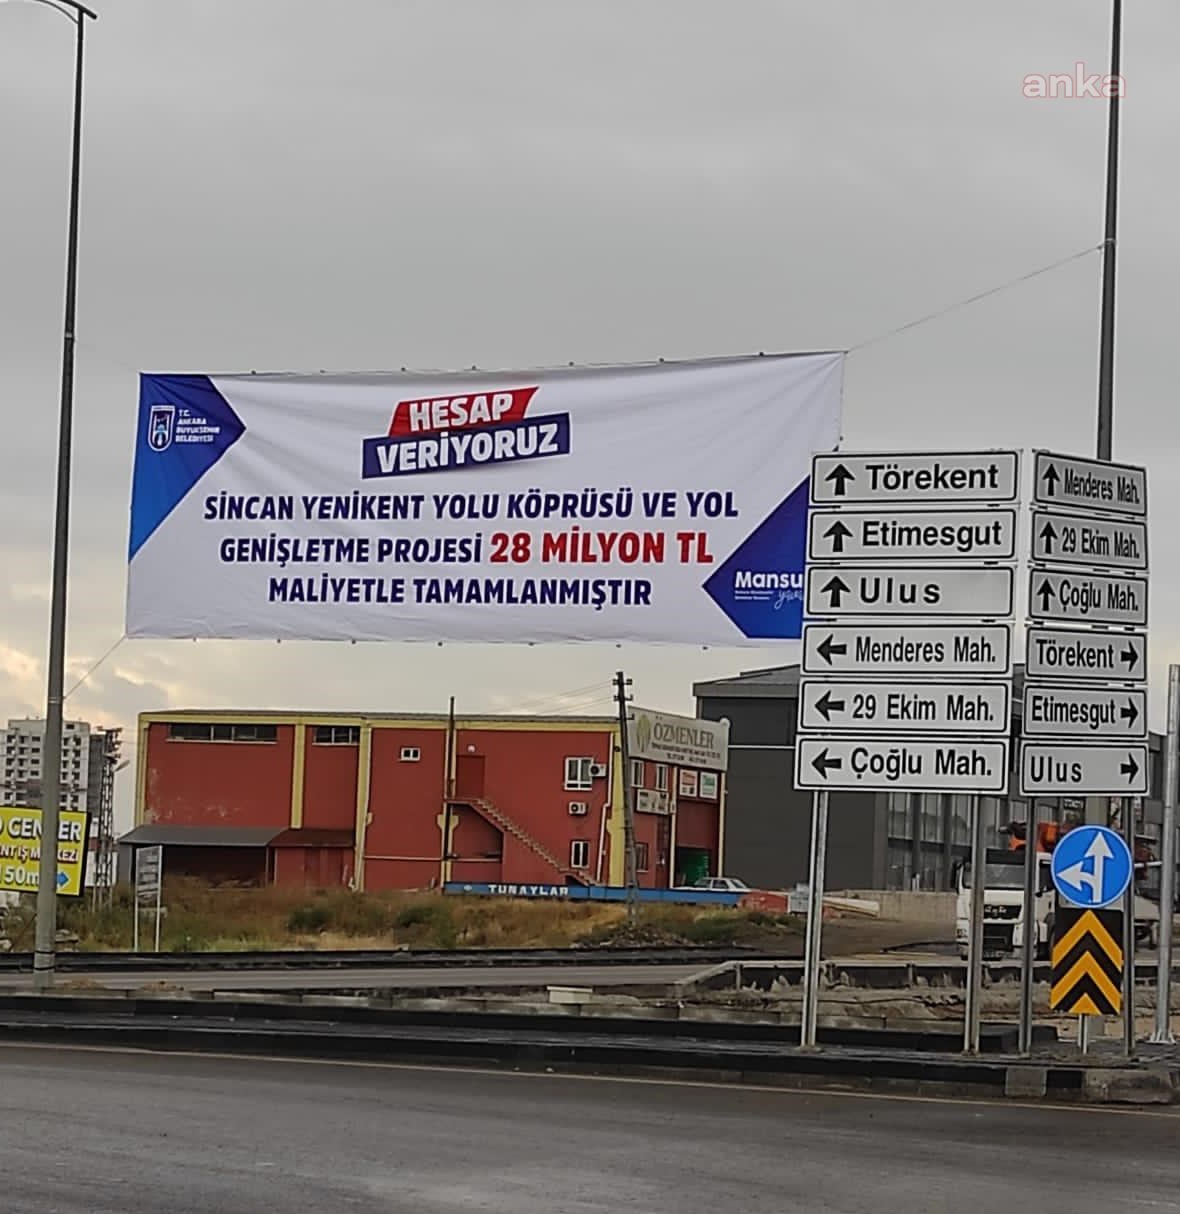 anka
T.C.
ANKARA
BÜYÜKŞEHİR
BELEDİYESİ
HESAP
VERİYORUZ
SİNCAN YENİKENT YOLU KÖPRÜSÜ VE YOL
GENİŞLETME PROJESİ 28 MİLYON TL
MALİYETLE TAMAMLANMIŞTIR
Mansu
Törekent
Etimesgut
Ulus
Menderes Mah.
29 Ekim Mah.
Çoğlu Mah.
Menderes Mah.
29 Ekim Mah.
Çoğlu Mah.
Törekent
Etimesgut
Ulus
ÖZMENLER
TUNAYLAR
150m